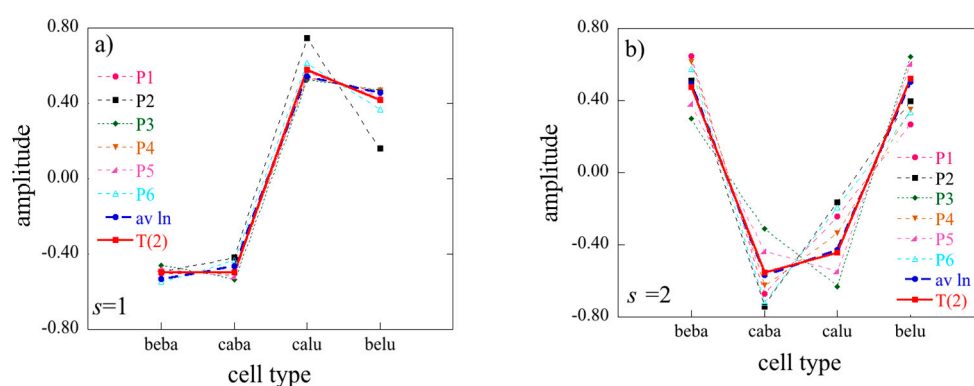 a)
0.80
0.40
0.00
-0.40
-0.80
amplitude
P1
P2
P3
P4
P5
P6
av ln
T(2)
s=1
beba caba calu belu
cell type
b)
0.80
0.40
0.00
-0.40
-0.80
amplitude
P1
P2
P3
P4
P5
P6
av ln
T(2)
s =2
beba caba calu belu
cell type